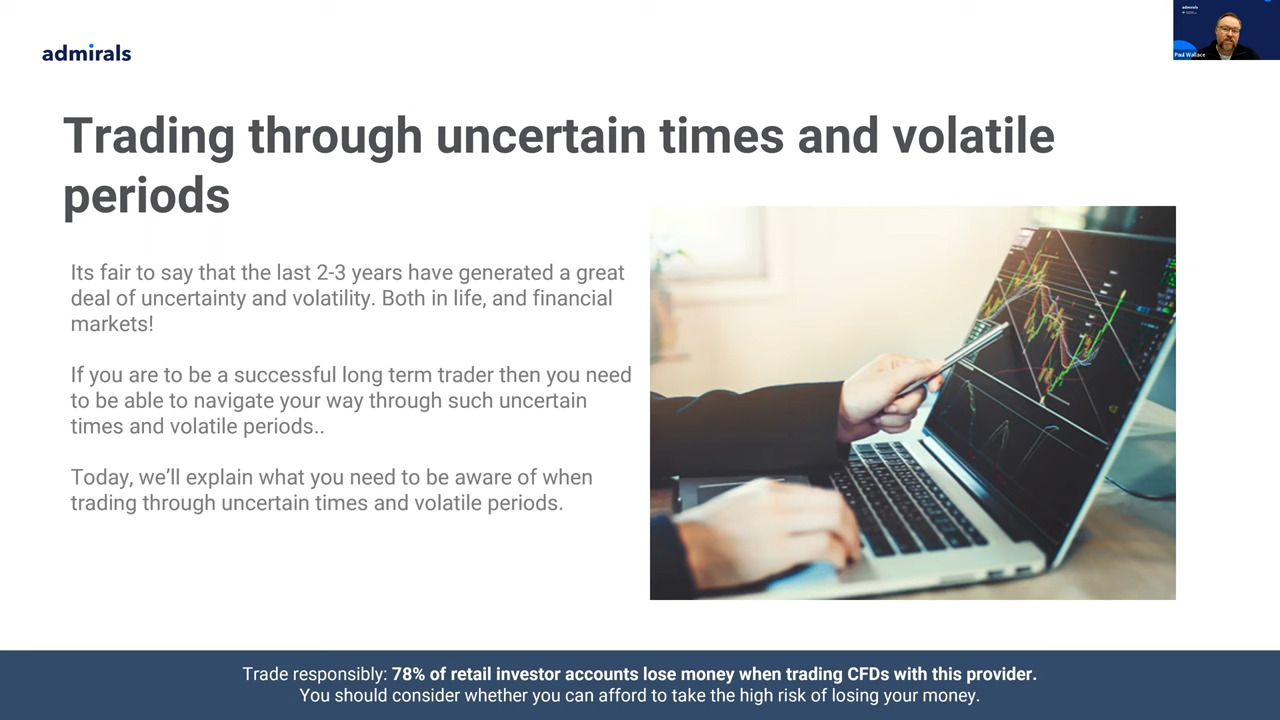 admirals
admirals
Paul Wallace
Trading through uncertain times and volatile
periods
Its fair to say that the last 2-3 years have generated a great
deal of uncertainty and volatility. Both in life, and financial
markets!
If you are to be a successful long term trader then you need
to be able to navigate your way through such uncertain
times and volatile periods..
Today, we’ll explain what you need to be aware of when
trading through uncertain times and volatile periods.
Trade responsibly: 78% of retail investor accounts lose money when trading CFDs with this provider.
You should consider whether you can afford to take the high risk of losing your money.